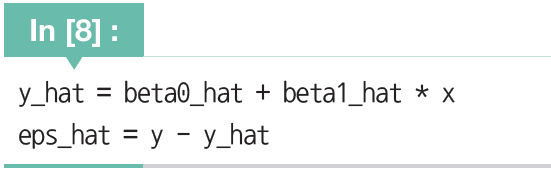 In [8] :
y_hat = beta0_hat + beta1_hat * x
eps_hat = y - y_hat